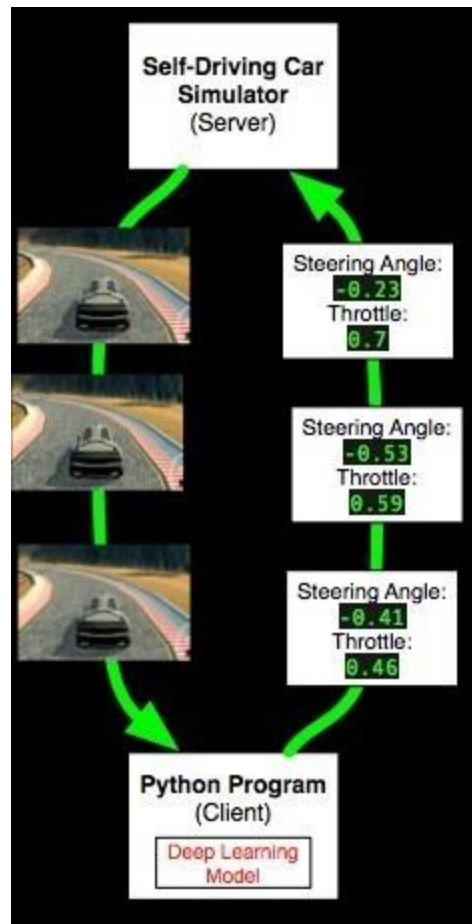 Self-Driving Car
Simulator
(Server)
Steering Angle:
-0.23
Throttle:
0.7
Steering Angle:
-0.53
Throttle:
0.59
Steering Angle:
-0.41
Throttle:
0.46
Python Program
(Client)
Deep Learning
Model